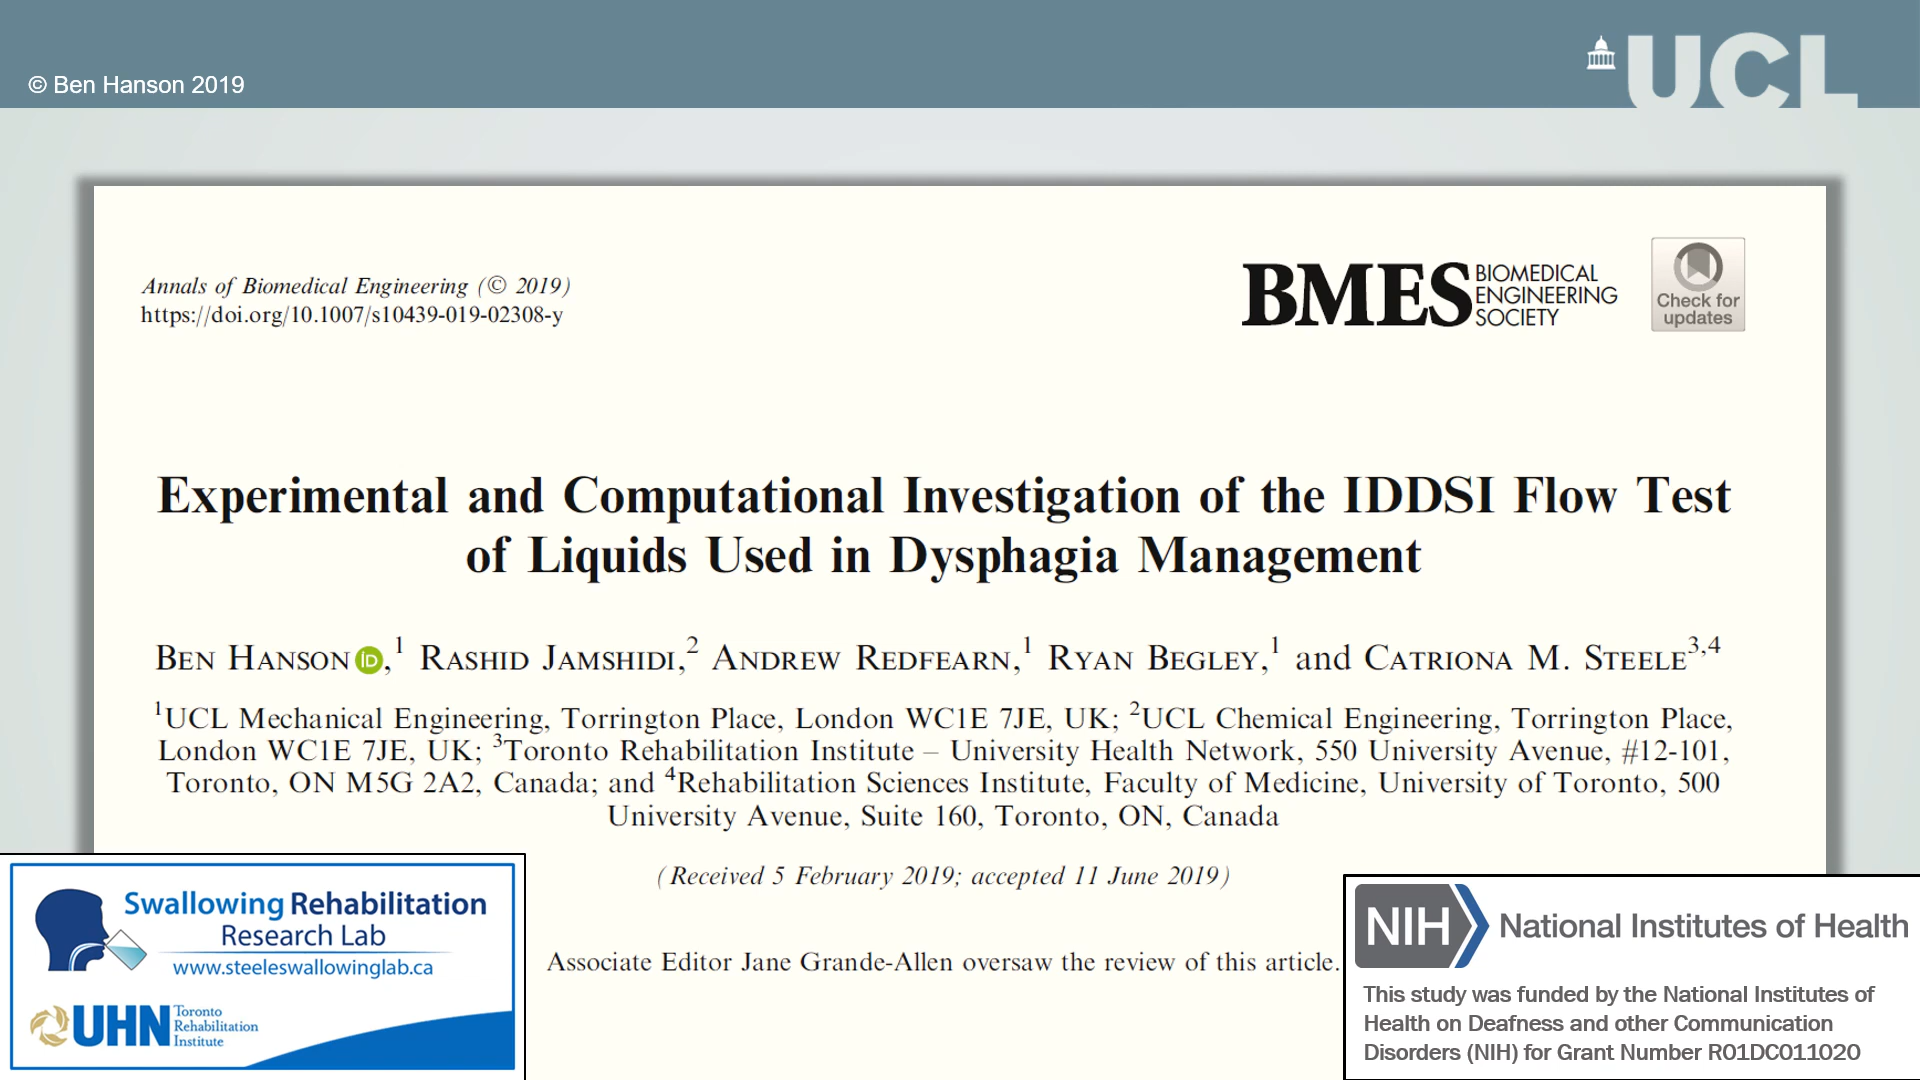 © Ben Hanson 2019
UCL
Annals of Biomedical Engineering (© 2019)
https://doi.org/10.1007/s10439-019-02308-y
BMES BIOMEDICAL
ENGINEERING
SOCIETY
Check for
updates
Experimental and Computational Investigation of the IDDSI Flow Test
of Liquids Used in Dysphagia Management
BEN HANSON iD,1 RASHID JAMSHIDI,2 ANDREW REDFEARN,1 RYAN BEGLEY,1 and CATRIONA M. STEELE3,4
1UCL Mechanical Engineering, Torrington Place, London WC1E 7JE, UK; 2UCL Chemical Engineering, Torrington Place,
London WC1E 7JE, UK; 3Toronto Rehabilitation Institute – University Health Network, 550 University Avenue, #12-101,
Toronto, ON M5G 2A2, Canada; and 4Rehabilitation Sciences Institute, Faculty of Medicine, University of Toronto, 500
University Avenue, Suite 160, Toronto, ON, Canada
(Received 5 February 2019; accepted 11 June 2019)
Associate Editor Jane Grande-Allen oversaw the review of this article.
Swallowing Rehabilitation
Research Lab
www.steeleswallowinglab.ca
UHN Toronto
Rehabilitation
Institute
NIH National Institutes of Health
This study was funded by the National Institutes of
Health on Deafness and other Communication
Disorders (NIH) for Grant Number R01DC011020